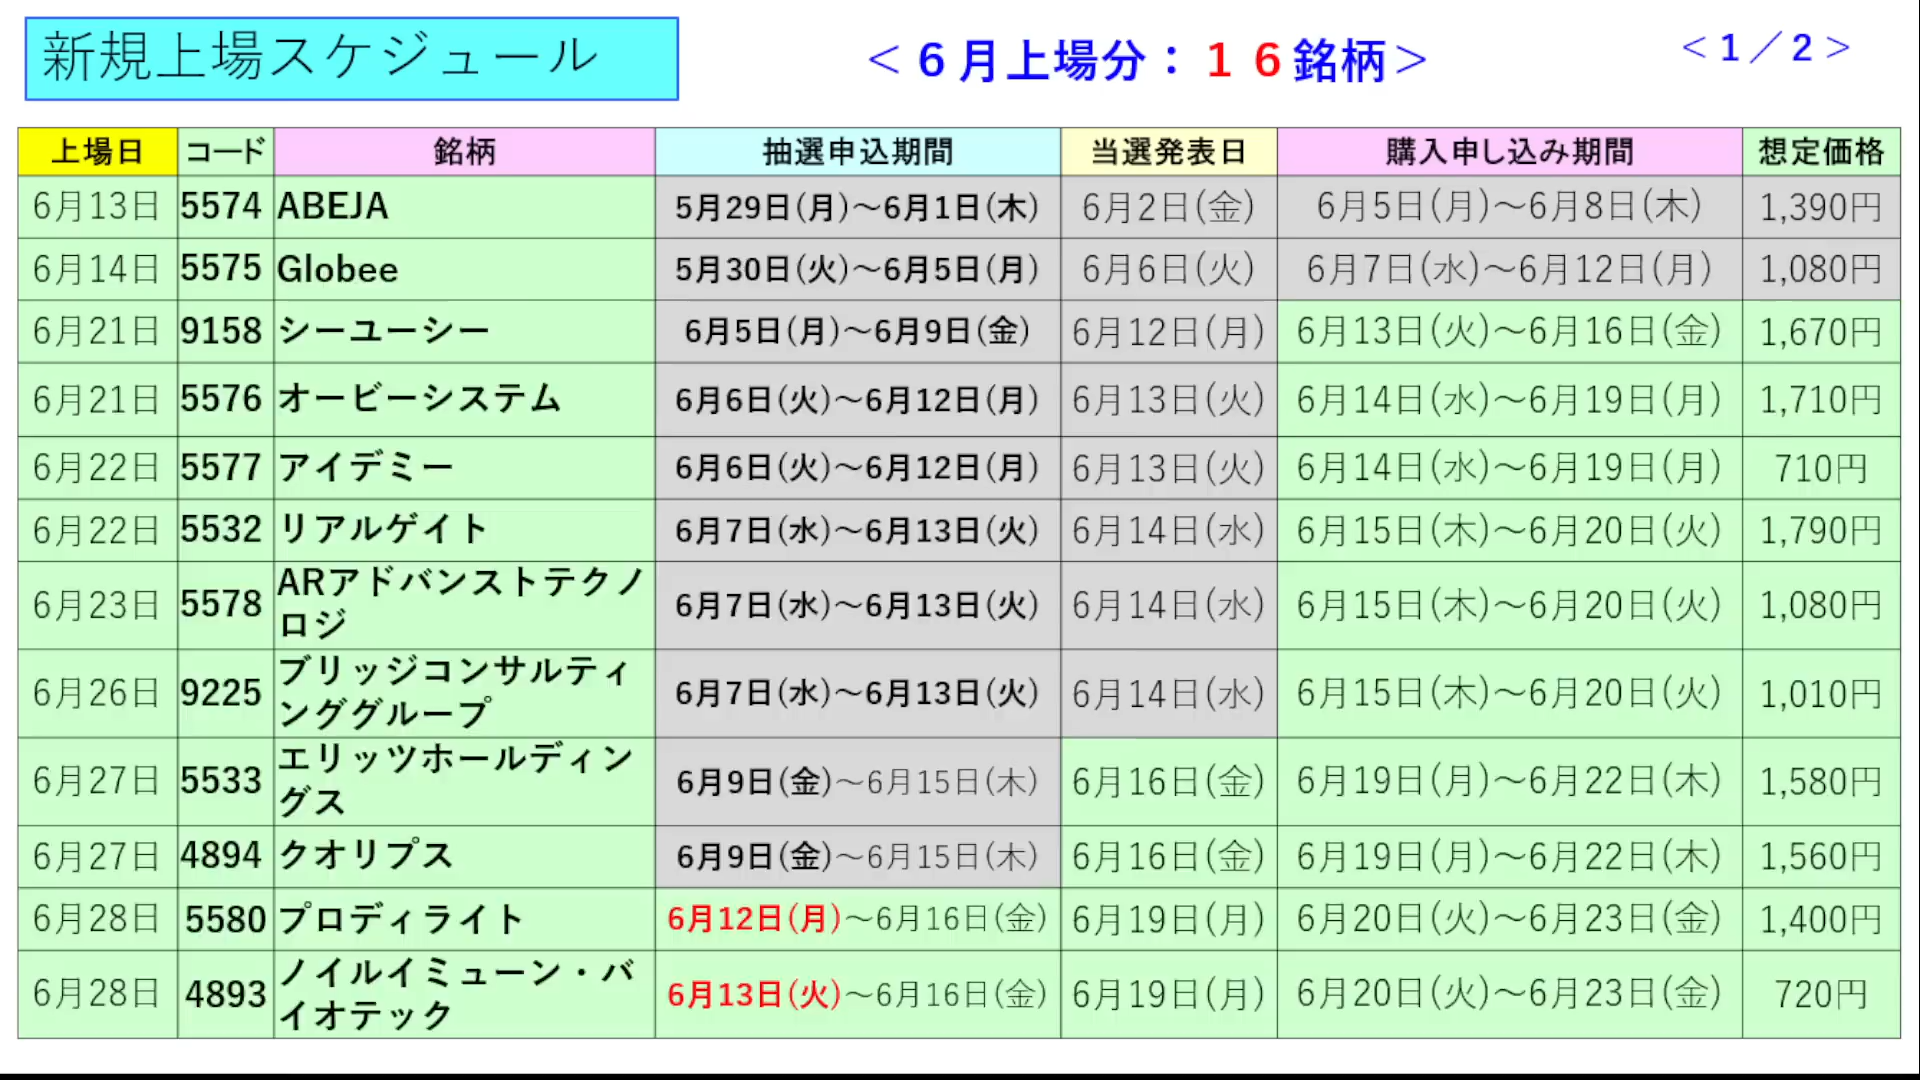 新規上場スケジュール
＜６月上場分：１６銘柄＞
＜１／２＞
上場日 コード 銘柄 抽選申込期間 当選発表日 購入申し込み期間 想定価格
6月13日 5574 ABEJA 5月29日(月)～6月1日(木) 6月2日(金) 6月5日(月)～6月8日(木) 1,390円
6月14日 5575 Globee 5月30日(火)～6月5日(月) 6月6日(火) 6月7日(水)～6月12日(月) 1,080円
6月21日 9158 シーユーシー 6月5日(月)～6月9日(金) 6月12日(月) 6月13日(火)～6月16日(金) 1,670円
6月21日 5576 オービーシステム 6月6日(火)～6月12日(月) 6月13日(火) 6月14日(水)～6月19日(月) 1,710円
6月22日 5577 アイデミー 6月6日(火)～6月12日(月) 6月13日(火) 6月14日(水)～6月19日(月) 710円
6月22日 5532 リアルゲイト 6月7日(水)～6月13日(火) 6月14日(水) 6月15日(木)～6月20日(火) 1,790円
6月23日 5578 ARアドバンストテクノ
ロジ 6月7日(水)～6月13日(火) 6月14日(水) 6月15日(木)～6月20日(火) 1,080円
6月26日 9225 ブリッジコンサルティ
ンググループ 6月7日(水)～6月13日(火) 6月14日(水) 6月15日(木)～6月20日(火) 1,010円
6月27日 5533 エリッツホールディン
グス 6月9日(金)～6月15日(木) 6月16日(金) 6月19日(月)～6月22日(木) 1,580円
6月27日 4894 クオリプス 6月9日(金)～6月15日(木) 6月16日(金) 6月19日(月)～6月22日(木) 1,560円
6月28日 5580 プロディライト 6月12日(月)～6月16日(金) 6月19日(月) 6月20日(火)～6月23日(金) 1,400円
6月28日 4893 ノイルイミューン・バ
イオテック 6月13日(火)～6月16日(金) 6月19日(月) 6月20日(火)～6月23日(金) 720円